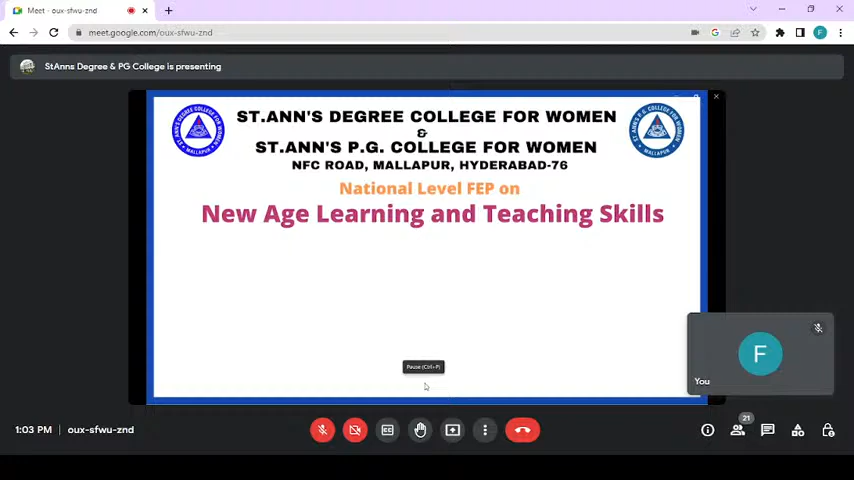 Meet - oux-sfwu-znd
meet.google.com/oux-sfwu-znd
F
StAnns Degree & PG College is presenting
ST.ANN'S DEGREE COLLEGE FOR WOMEN
&
ST.ANN'S P.G. COLLEGE FOR WOMEN
NFC ROAD, MALLAPUR, HYDERABAD-76
National Level FEP on
New Age Learning and Teaching Skills
Pause (Ctrl+P)
F
You
21
1:03 PM | oux-sfwu-znd